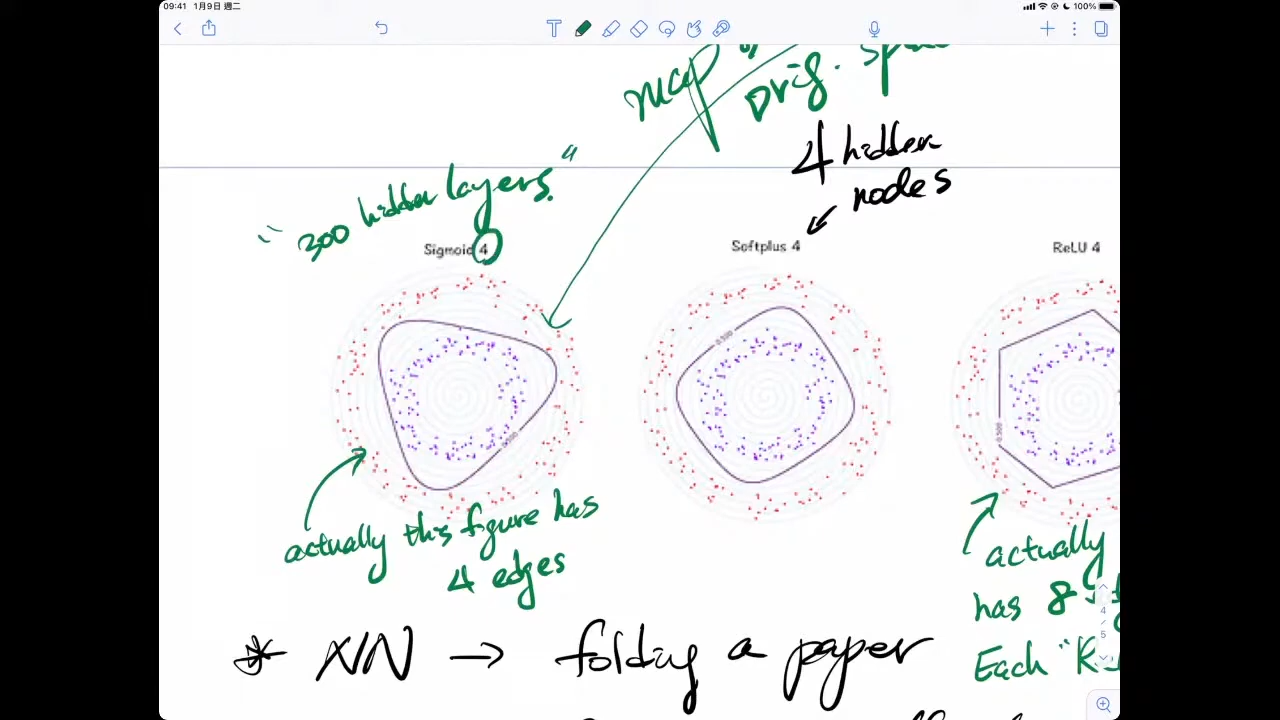 09:41 1月9日 週二
100%
map
Orig.
4 hidden
nodes
"300 hidden layers."
Sigmoid 4
Softplus 4
ReLU 4
0.500
0.500
0.500
actually this figure has
4 edges
actually
has 8
Each
* NN → folding a paper
4
/
5